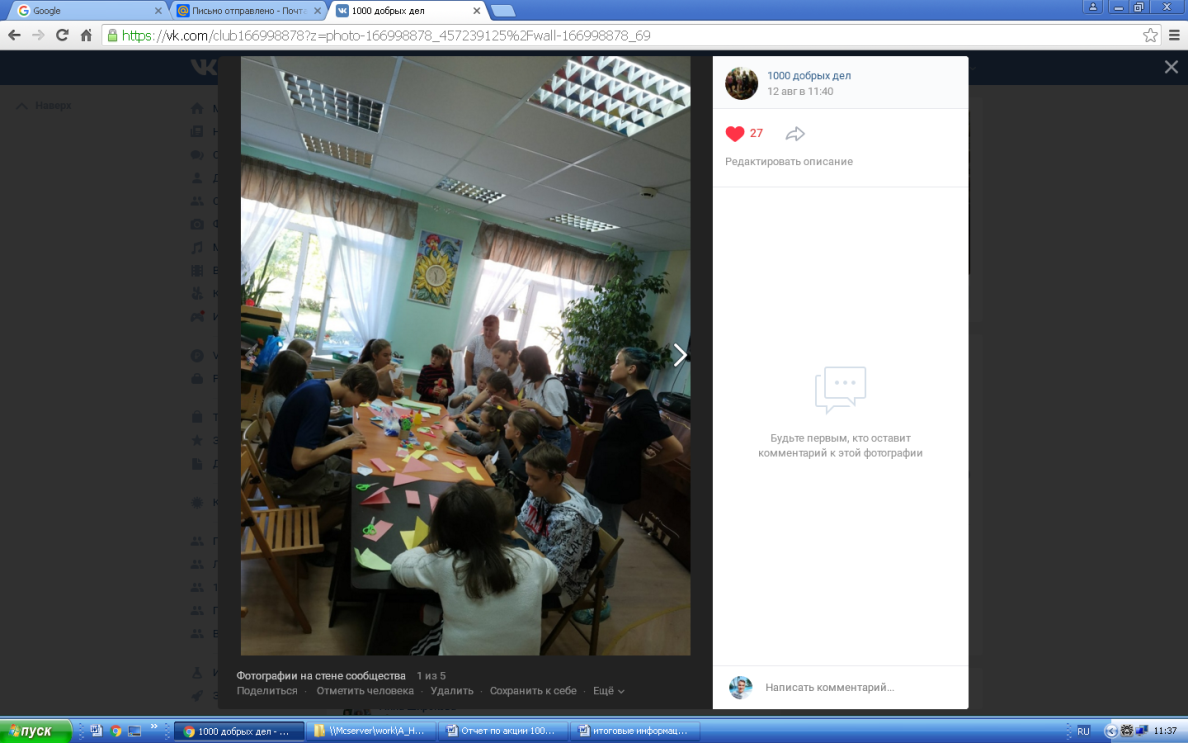 Google
Письмо отправлено - Почта
1000 добрых дел
https://vk.com/club166998878?z=photo-166998878_457239125%2Fwall-166998878_69
Наверх
1000 добрых дел
12 авг в 11:40
27
Редактировать описание
Будьте первым, кто оставит
комментарий к этой фотографии
Фотографии на стене сообщества 1 из 5
Поделиться · Отметить человека · Удалить · Сохранить к себе · Ещё
Написать комментарий...
пуск
1000 добрых дел - ...
\\Mcserver\work\A_H...
Отчет по акции 100...
итоговые информац...
RU
11:37